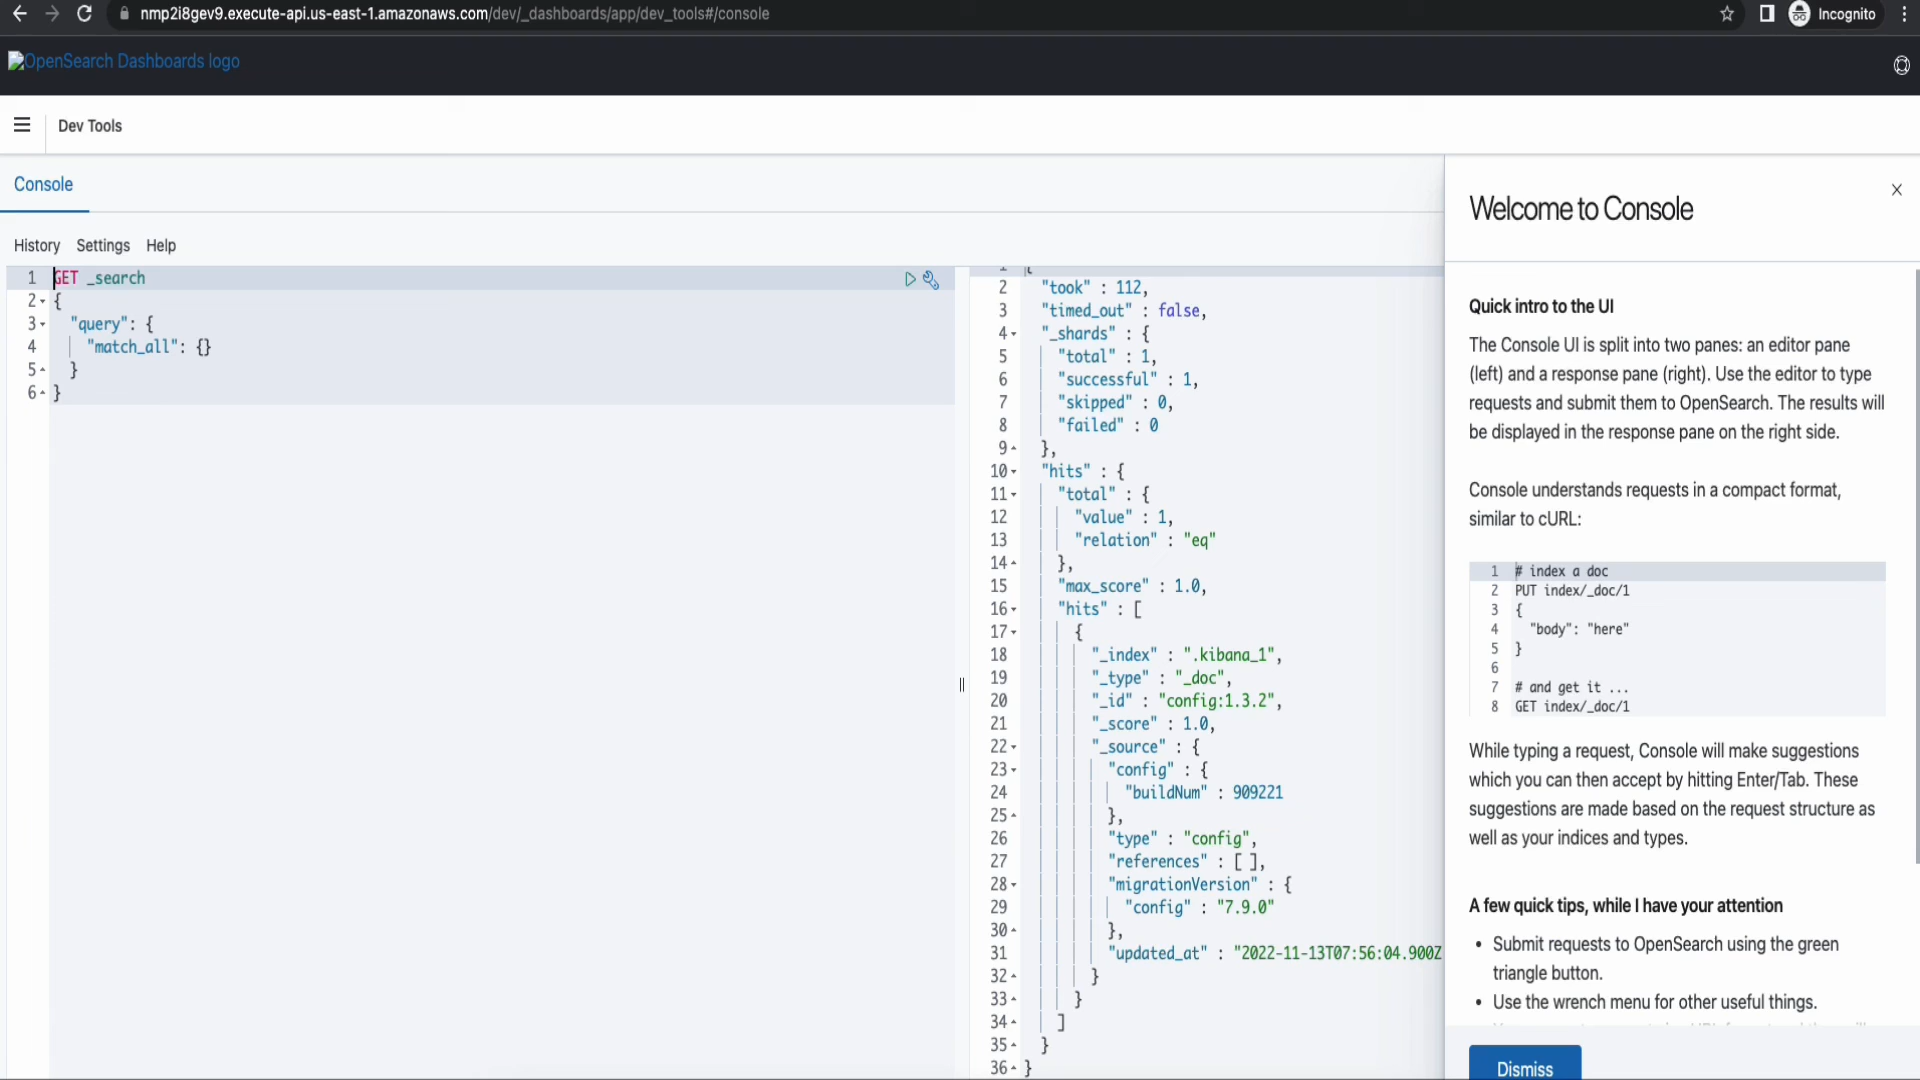 nmp2i8gev9.execute-api.us-east-1.amazonaws.com/dev/_dashboards/app/dev_tools#/console
Incognito
OpenSearch Dashboards logo
Dev Tools
Console
History Settings Help
1 GET _search
2 {
3 "query": {
4 "match_all": {}
5 }
6 }
1 {
2 "took" : 112,
3 "timed_out" : false,
4 "_shards" : {
5 "total" : 1,
6 "successful" : 1,
7 "skipped" : 0,
8 "failed" : 0
9 },
10 "hits" : {
11 "total" : {
12 "value" : 1,
13 "relation" : "eq"
14 },
15 "max_score" : 1.0,
16 "hits" : [
17 {
18 "_index" : ".kibana_1",
19 "_type" : "_doc",
20 "_id" : "config:1.3.2",
21 "_score" : 1.0,
22 "_source" : {
23 "config" : {
24 "buildNum" : 909221
25 },
26 "type" : "config",
27 "references" : [ ],
28 "migrationVersion" : {
29 "config" : "7.9.0"
30 },
31 "updated_at" : "2022-11-13T07:56:04.900Z
32 }
33 }
34 ]
35 }
36 }
Welcome to Console
Quick intro to the UI
The Console UI is split into two panes: an editor pane
(left) and a response pane (right). Use the editor to type
requests and submit them to OpenSearch. The results will
be displayed in the response pane on the right side.
Console understands requests in a compact format,
similar to cURL:
1 # index a doc
2 PUT index/_doc/1
3 {
4 "body": "here"
5 }
6
7 # and get it ...
8 GET index/_doc/1
While typing a request, Console will make suggestions
which you can then accept by hitting Enter/Tab. These
suggestions are made based on the request structure as
well as your indices and types.
A few quick tips, while I have your attention
• Submit requests to OpenSearch using the green
triangle button.
• Use the wrench menu for other useful things.
Dismiss